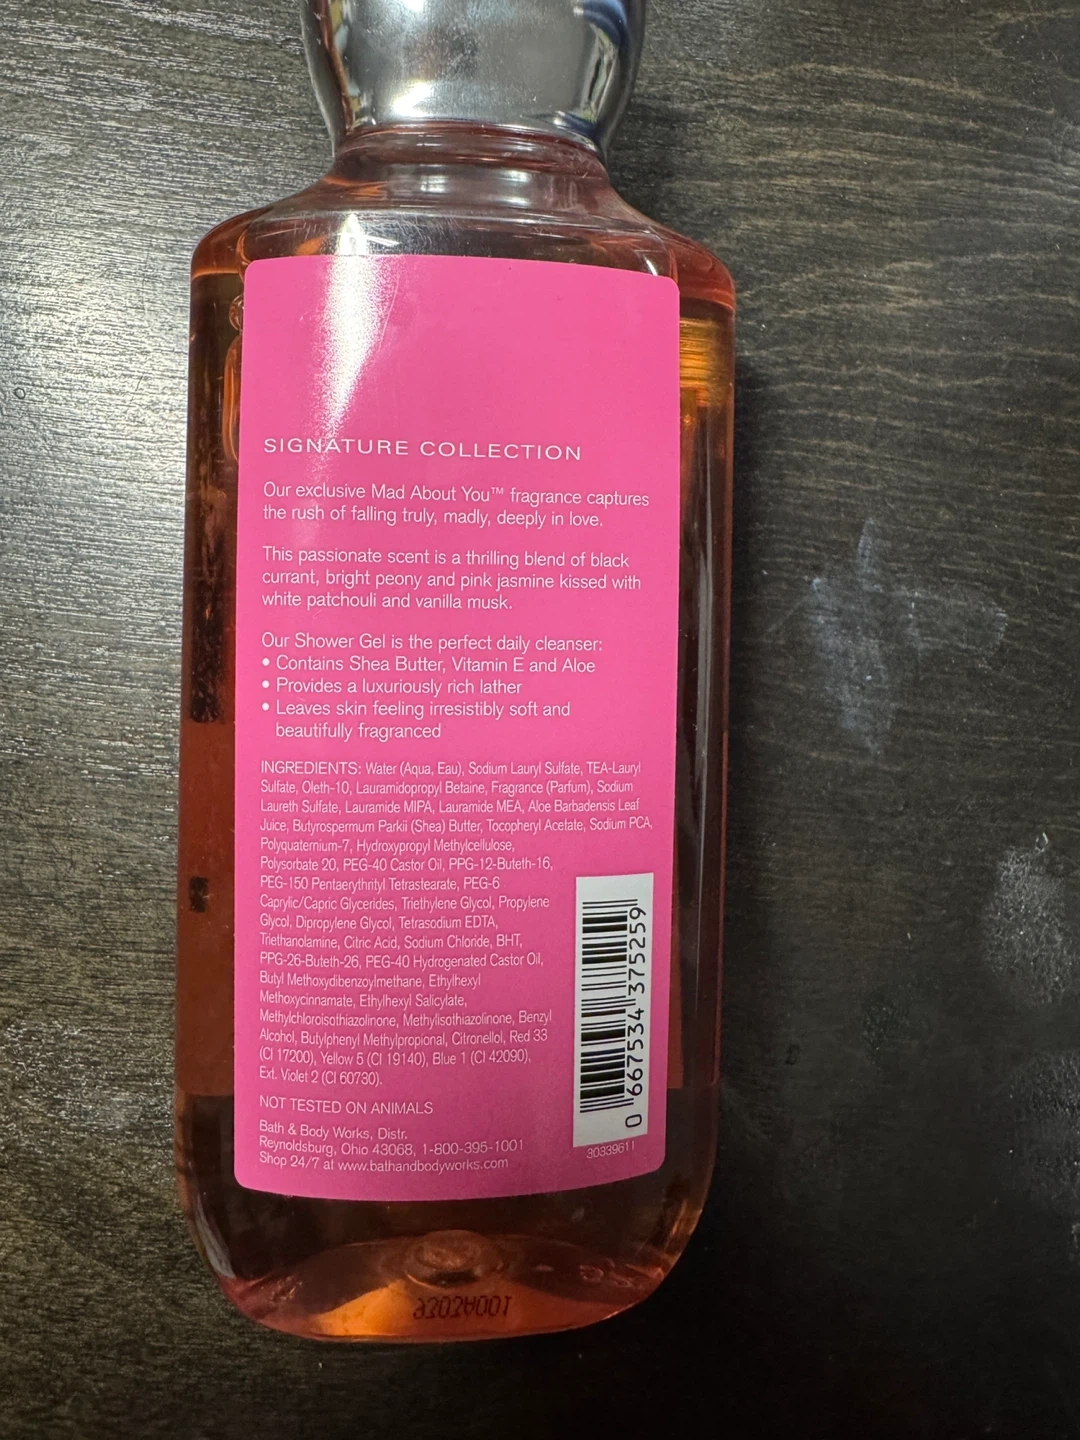 SIGNATURE COLLECTION
Our exclusive Mad About You™ fragrance captures
the rush of falling truly, madly, deeply in love.
This passionate scent is a thrilling blend of black
currant, bright peony and pink jasmine kissed with
white patchouli and vanilla musk.
Our Shower Gel is the perfect daily cleanser:
• Contains Shea Butter, Vitamin E and Aloe
• Provides a luxuriously rich lather
• Leaves skin feeling irresistibly soft and
beautifully fragranced
INGREDIENTS: Water (Aqua, Eau), Sodium Lauryl Sulfate, TEA-Lauryl
Sulfate, Oleth-10, Lauramidopropyl Betaine, Fragrance (Parfum), Sodium
Laureth Sulfate, Lauramide MIPA, Lauramide MEA, Aloe Barbadensis Leaf
Juice, Butyrospermum Parkii (Shea) Butter, Tocopheryl Acetate, Sodium PCA,
Polyquaternium-7, Hydroxypropyl Methylcellulose,
Polysorbate 20, PEG-40 Castor Oil, PPG-12-Buteth-16,
PEG-150 Pentaerythrityl Tetrastearate, PEG-6
Caprylic/Capric Glycerides, Triethylene Glycol, Propylene
Glycol, Dipropylene Glycol, Tetrasodium EDTA,
Triethanolamine, Citric Acid, Sodium Chloride, BHT,
PPG-26-Buteth-26, PEG-40 Hydrogenated Castor Oil,
Butyl Methoxydibenzoylmethane, Ethylhexyl
Methoxycinnamate, Ethylhexyl Salicylate,
Methylchloroisothiazolinone, Methylisothiazolinone, Benzyl
Alcohol, Butylphenyl Methylpropional, Citronellol, Red 33
(CI 17200), Yellow 5 (CI 19140), Blue 1 (CI 42090),
Ext. Violet 2 (CI 60730).
NOT TESTED ON ANIMALS
Bath & Body Works, Distr.
Reynoldsburg, Ohio 43068, 1-800-395-1001
Shop 24/7 at www.bathandbodyworks.com
0 667534 375259
30339611